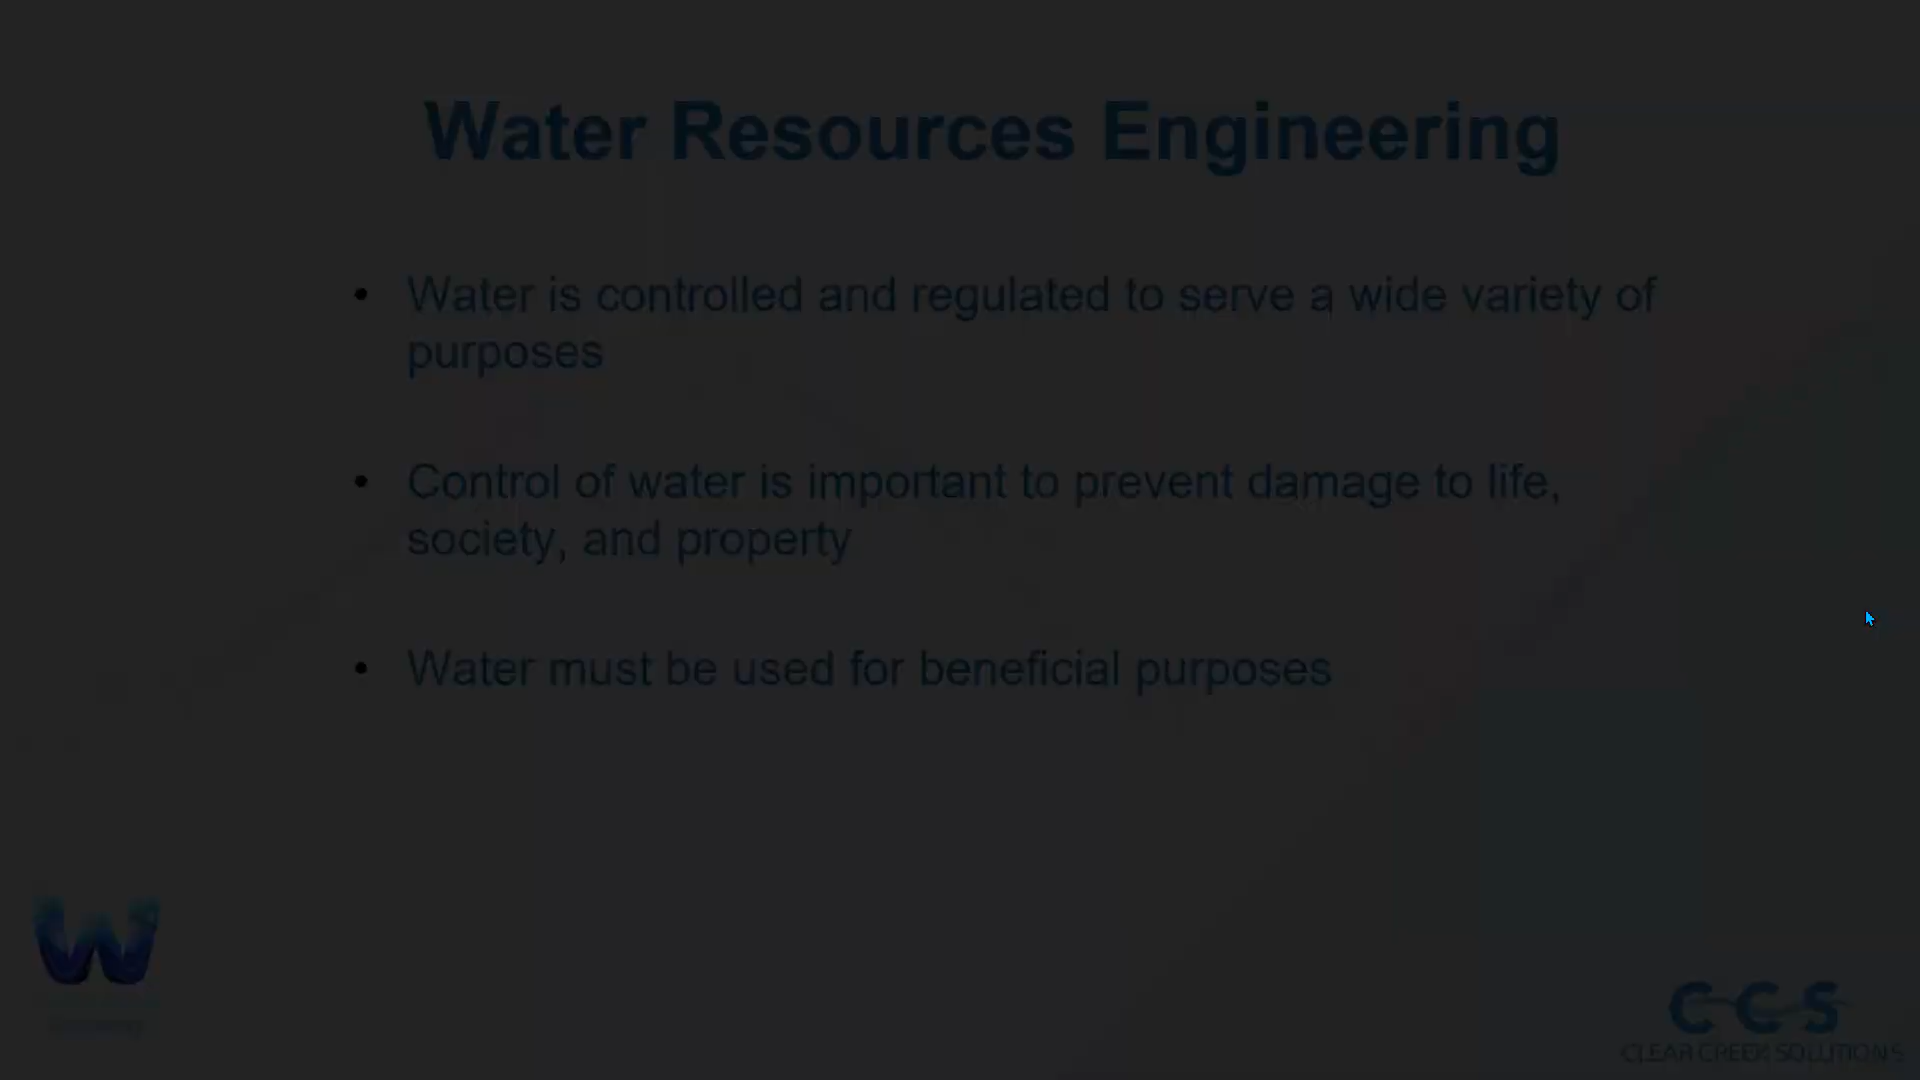 Water Resources Engineering
• Water is controlled and regulated to serve a wide variety of
purposes
• Control of water is important to prevent damage to life,
society, and property
• Water must be used for beneficial purposes
W
CCS
CLEAR CREEK SOLUTIONS